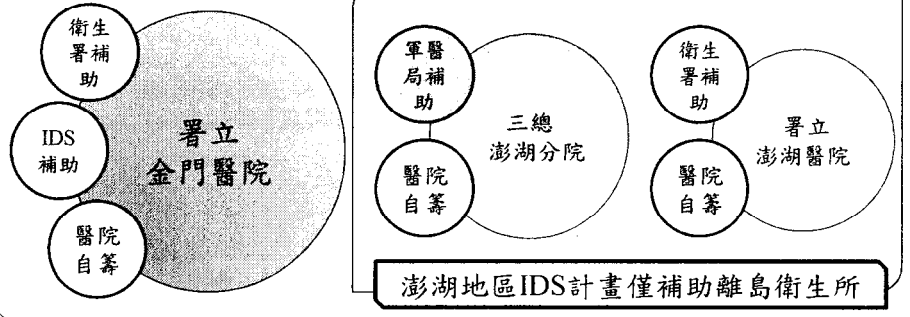 衛生
署補
助
IDS
補助
醫院
自籌
署立
金門醫院
軍醫
局補
助
醫院
自籌
三總
澎湖分院
衛生
署補
助
醫院
自籌
署立
澎湖醫院
澎湖地區IDS計畫僅補助離島衛生所